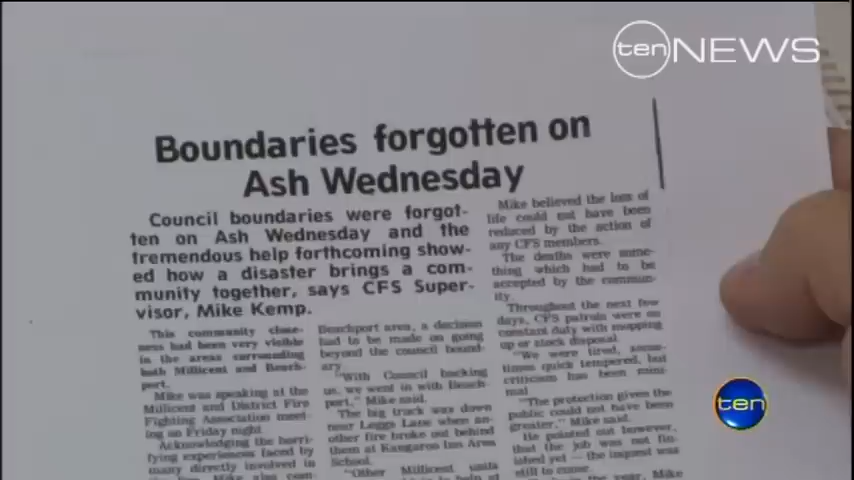 ten NEWS
Boundaries forgotten on
Ash Wednesday
Council boundaries were forgot-
ten on Ash Wednesday and the
tremendous help forthcoming show-
ed how a disaster brings a com-
munity together, says CFS Super-
visor, Mike Kemp.
This community close-
ness had been very visible
in the areas surrounding
both Millicent and Beach-
port.
Mike was speaking at the
Millicent and District Fire
Fighting Association meet-
ing on Friday night.
Acknowledging the horri-
fying experiences faced by
many directly involved in
Beachport area, a decision
had to be made on going
beyond the council bound-
ary.
"With Council backing
us, we went in with Beach-
port," Mike said.
The big truck was down
near Leggs Lane when an-
other fire broke out behind
them at Kangaroo Inn Area
School.
"Other Millicent units
Mike believed the loss of
life could not have been
reduced by the action of
any CFS members.
The deaths were some-
thing which had to be
accepted by the commun-
ity.
Throughout the next few
days, CFS patrols were on
constant duty with mopping
up or stock disposal.
"We were tired, some-
times quick tempered, but
criticism has been mini-
mal
"The protection given the
public could not have been
greater," Mike said.
He pointed out however,
that the job was not fin-
ished yet — the inquest was
still to come.
the year, Mike
ten